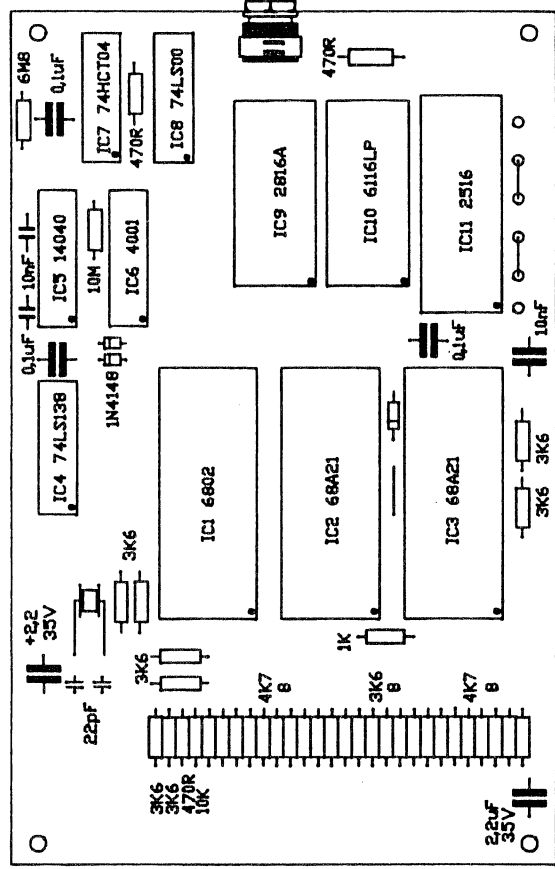 6M8
0,1uF
IC7 74HCT04
470R
IC8 74LS00
470R
IC9 2816A
IC10 6116LP
IC11 2516
10nF
IC5 14040
10M
IC6 4001
0,1uF
1N4148
0,1uF
10nF
IC4 74LS138
IC1 6802
IC2 68A21
IC3 68A21
3K6
3K6
3K6
+2,2
35V
22pF
3K6
1K
4K7
8
3K6
8
4K7
8
3K6
3K6
470R
10K
2,2uF
35V